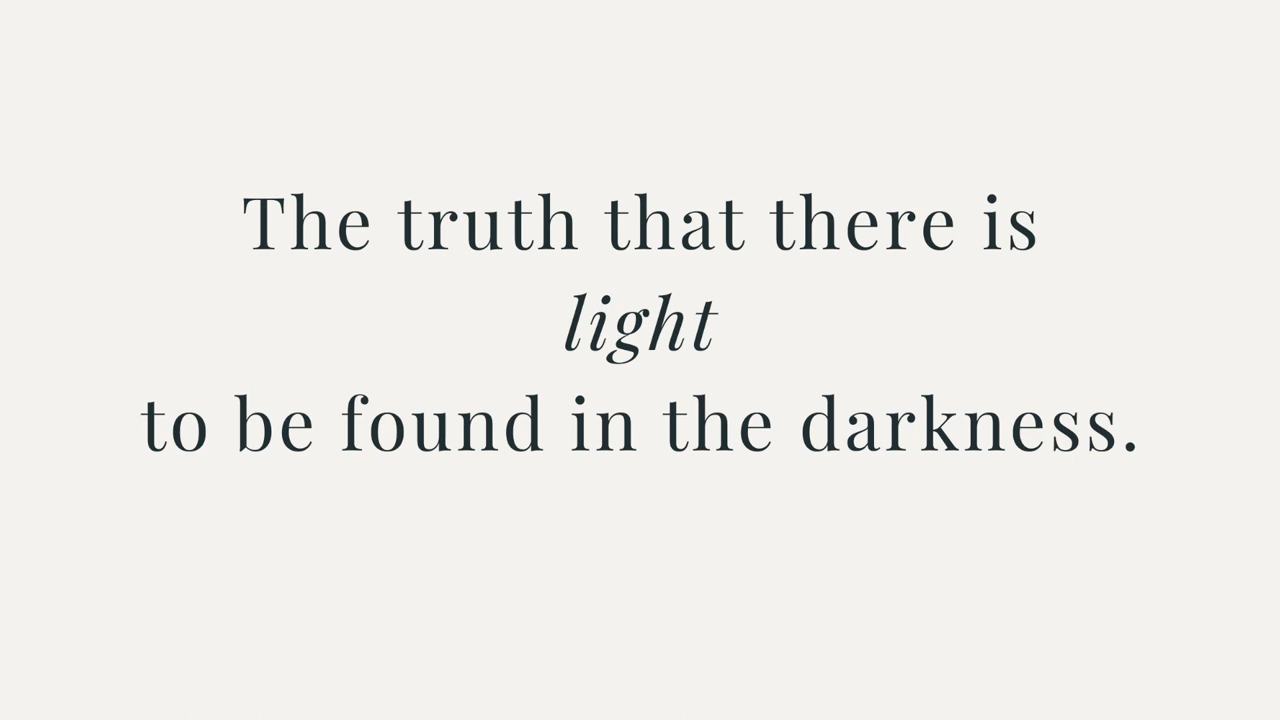 The truth that there is
light
to be found in the darkness.